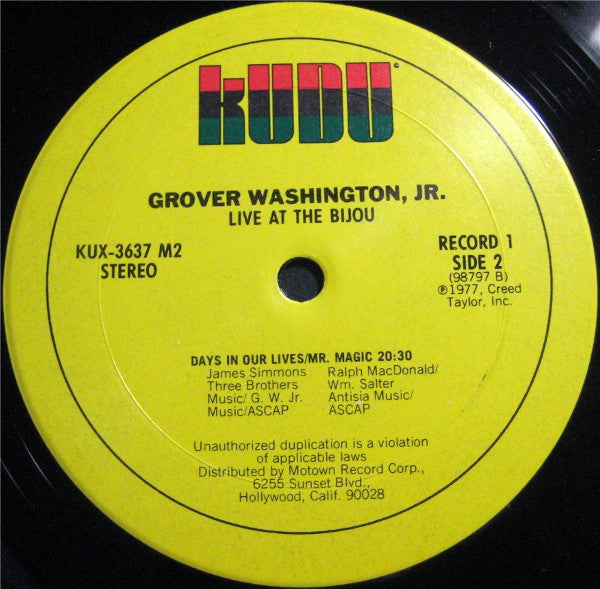 KUDU
GROVER WASHINGTON, JR.
LIVE AT THE BIJOU
KUX-3637 M2
STEREO
RECORD 1
SIDE 2
(98797 B)
℗1977, Creed
Taylor, Inc.
DAYS IN OUR LIVES/MR. MAGIC 20:30
James Simmons
Three Brothers
Music/ G. W. Jr.
Music/ASCAP
Ralph MacDonald/
Wm. Salter
Antisia Music/
ASCAP
Unauthorized duplication is a violation
of applicable laws
Distributed by Motown Record Corp.,
6255 Sunset Blvd.,
Hollywood, Calif. 90028